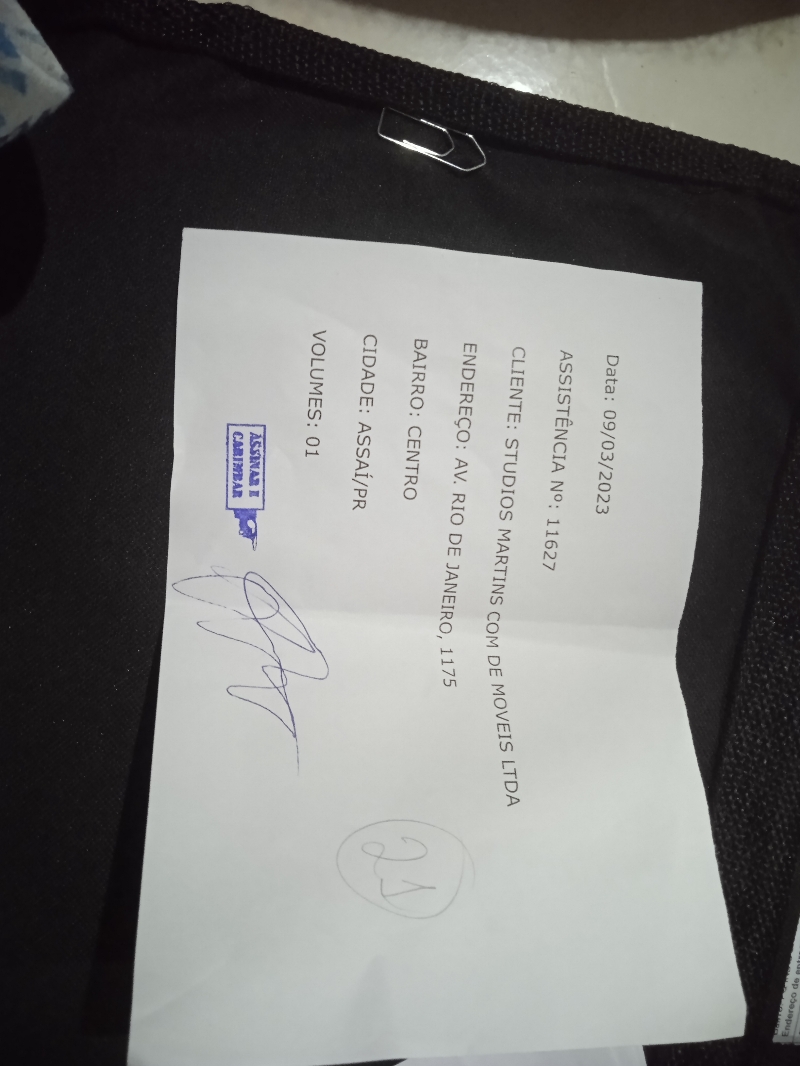 Data: 09/03/2023
ASSISTÊNCIA Nº: 11627
CLIENTE: STUDIOS MARTINS COM DE MOVEIS LTDA
ENDEREÇO: AV. RIO DE JANEIRO, 1175
BAIRRO: CENTRO
CIDADE: ASSAÍ/PR
VOLUMES: 01
ASSINAR E
CARIMBAR
21